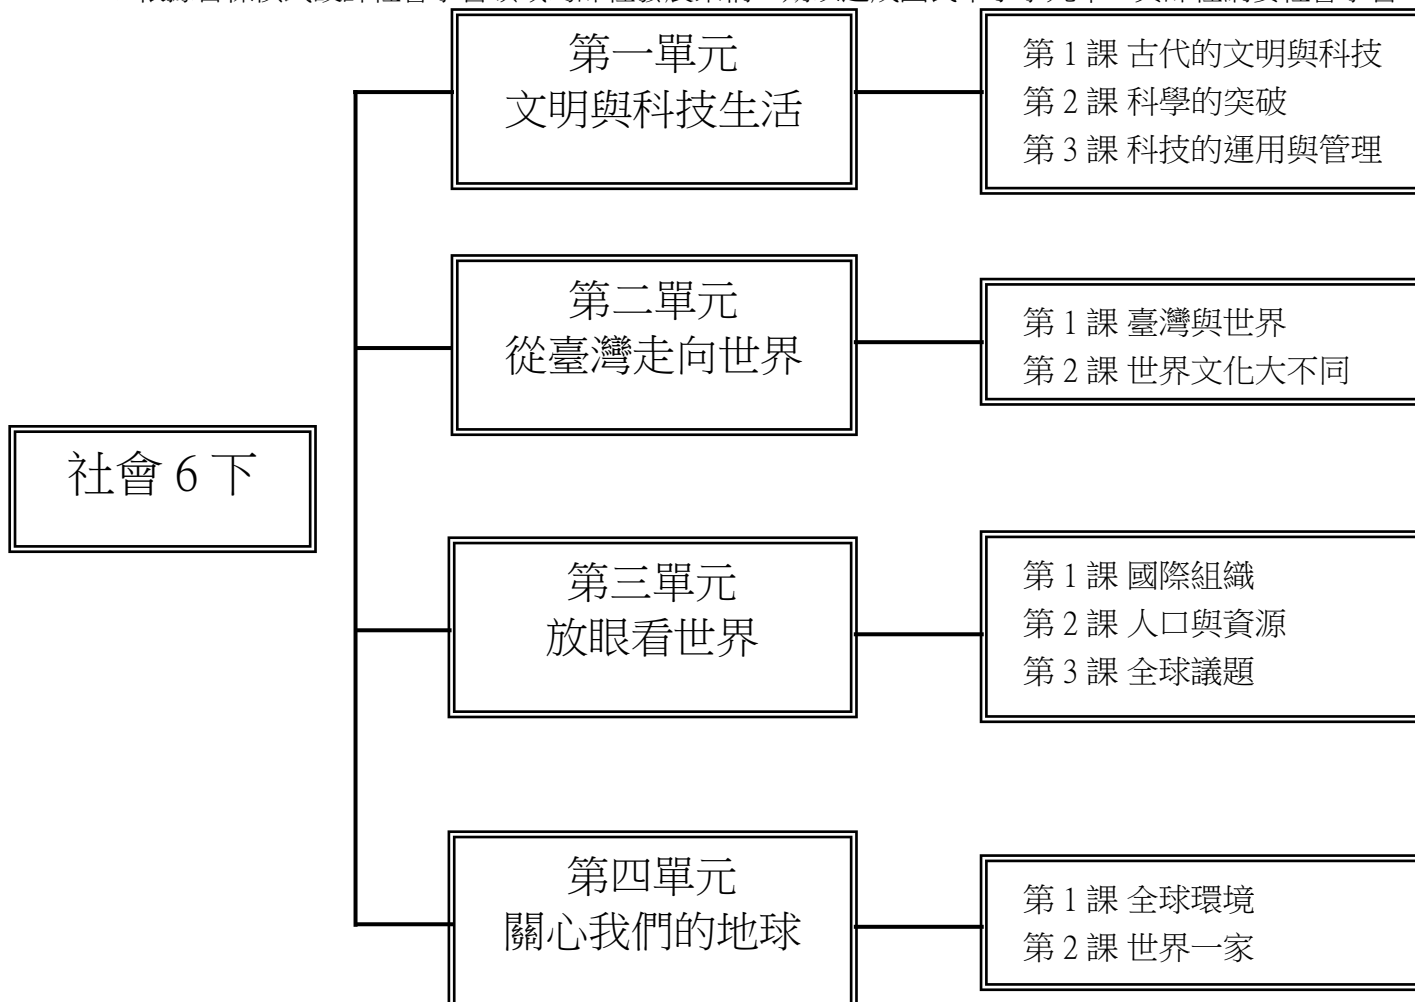 社會 6 下
第一單元
文明與科技生活
第 1 課 古代的文明與科技
第 2 課 科學的突破
第 3 課 科技的運用與管理
第二單元
從臺灣走向世界
第 1 課 臺灣與世界
第 2 課 世界文化大不同
第三單元
放眼看世界
第 1 課 國際組織
第 2 課 人口與資源
第 3 課 全球議題
第四單元
關心我們的地球
第 1 課 全球環境
第 2 課 世界一家